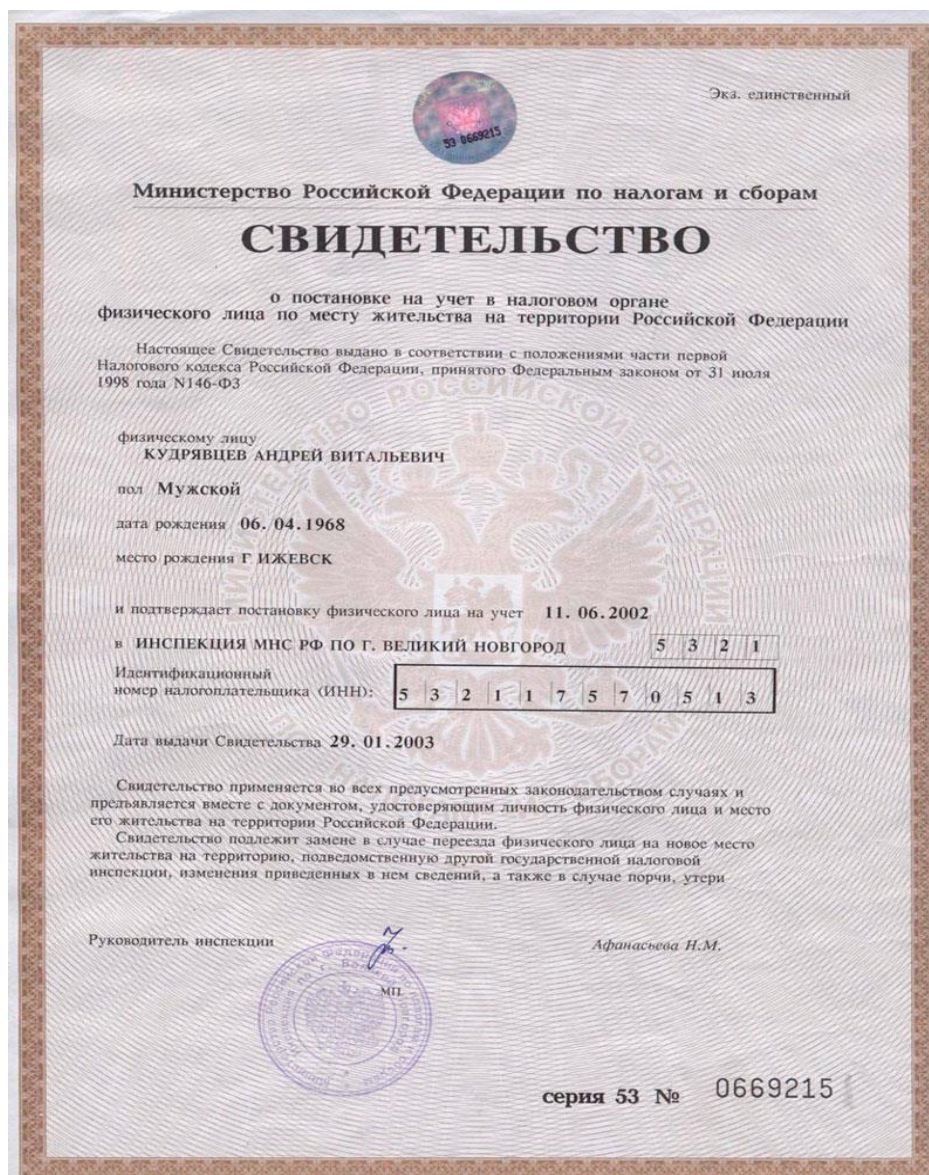 Экз. единственный
53 0669215
Министерство Российской Федерации по налогам и сборам
СВИДЕТЕЛЬСТВО
о постановке на учет в налоговом органе
физического лица по месту жительства на территории Российской Федерации
Настоящее Свидетельство выдано в соответствии с положениями части первой
Налогового кодекса Российской Федерации, принятого Федеральным законом от 31 июля
1998 года N146-ФЗ
физическому лицу
КУДРЯВЦЕВ АНДРЕЙ ВИТАЛЬЕВИЧ
пол Мужской
дата рождения 06. 04. 1968
место рождения Г ИЖЕВСК
и подтверждает постановку физического лица на учет 11. 06. 2002
в ИНСПЕКЦИЯ МНС РФ ПО Г. ВЕЛИКИЙ НОВГОРОД 5 3 2 1
Идентификационный
номер налогоплательщика (ИНН): 5 3 2 1 1 7 5 7 0 5 1 3
Дата выдачи Свидетельства 29. 01. 2003
Свидетельство применяется во всех предусмотренных законодательством случаях и
предъявляется вместе с документом, удостоверяющим личность физического лица и место
его жительства на территории Российской Федерации.
Свидетельство подлежит замене в случае переезда физического лица на новое место
жительства на территорию, подведомственную другой государственной налоговой
инспекции, изменения приведенных в нем сведений, а также в случае порчи, утери
Руководитель инспекции
Афанасьева Н.М.
МП
серия 53 № 0669215